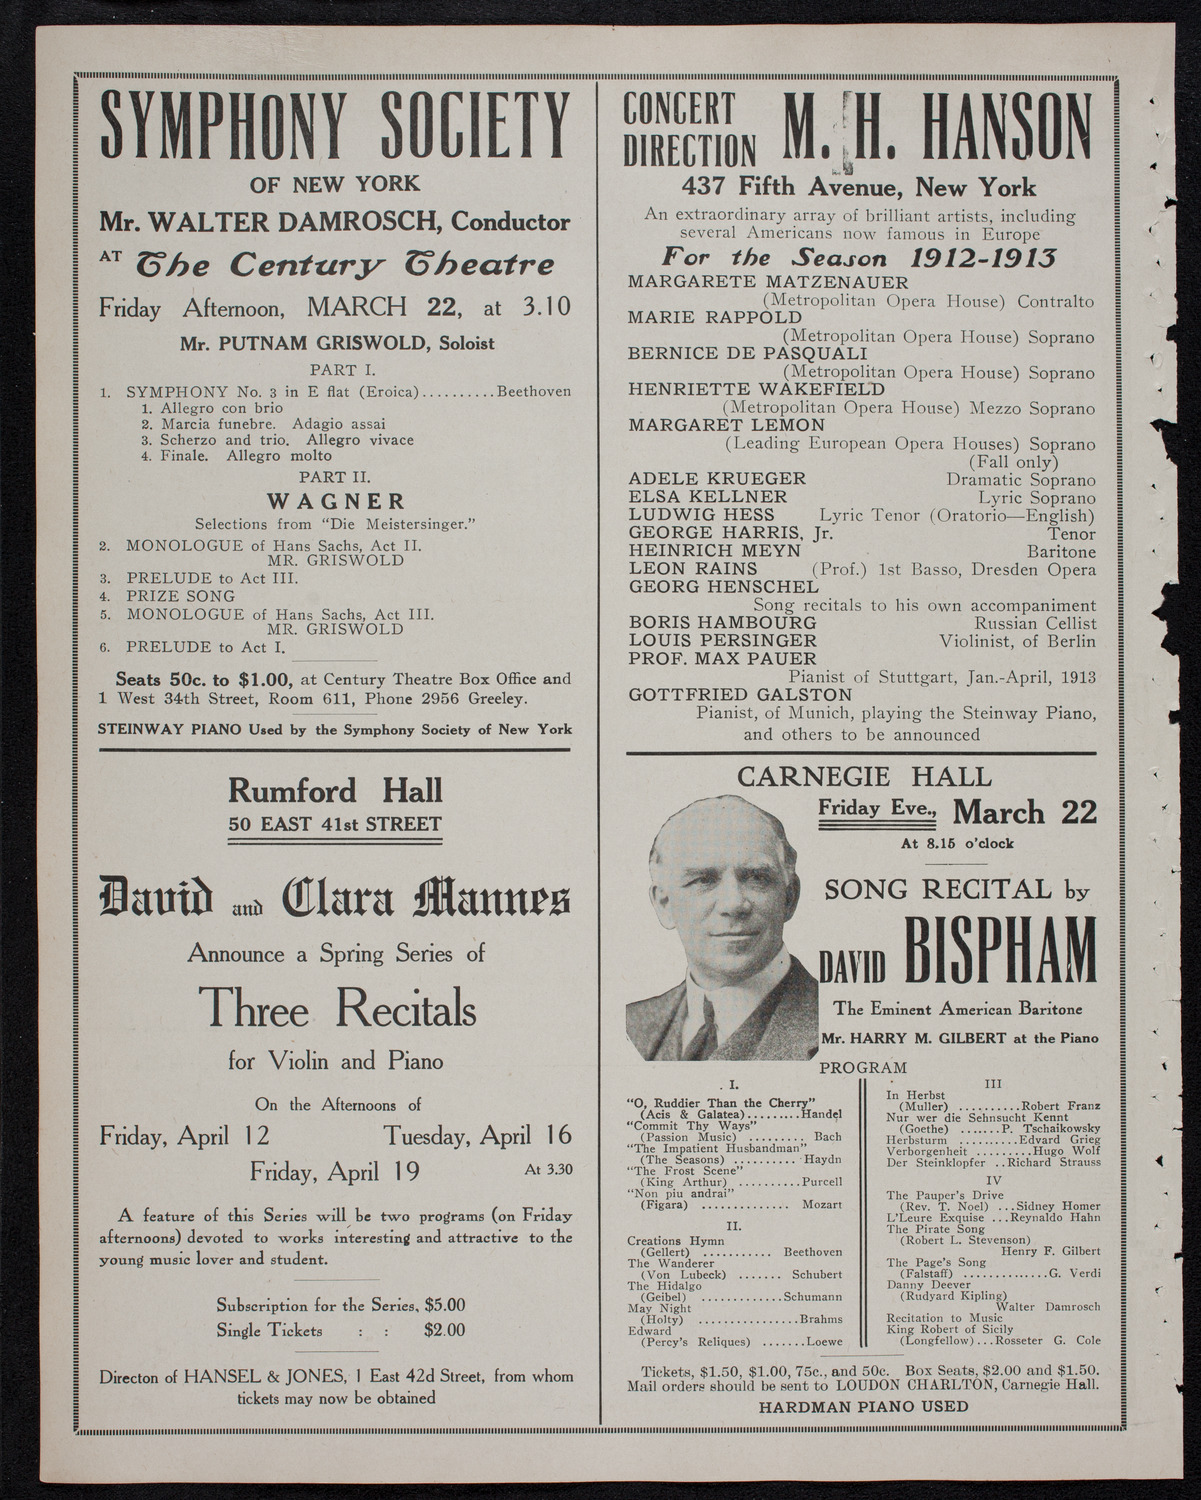 SYMPHONY SOCIETY
OF NEW YORK
Mr. WALTER DAMROSCH, Conductor
AT The Century Theatre
Friday Afternoon, MARCH 22, at 3.10
Mr. PUTNAM GRISWOLD, Soloist
PART I.
1. SYMPHONY No. 3 in E flat (Eroica)..........Beethoven
1. Allegro con brio
2. Marcia funebre. Adagio assai
3. Scherzo and trio. Allegro vivace
4. Finale. Allegro molto
PART II.
WAGNER
Selections from "Die Meistersinger."
2. MONOLOGUE of Hans Sachs, Act II.
MR. GRISWOLD
3. PRELUDE to Act III.
4. PRIZE SONG
5. MONOLOGUE of Hans Sachs, Act III.
MR. GRISWOLD
6. PRELUDE to Act I.
Seats 50c. to $1.00, at Century Theatre Box Office and
1 West 34th Street, Room 611, Phone 2956 Greeley.
STEINWAY PIANO Used by the Symphony Society of New York
Rumford Hall
50 EAST 41st STREET
David and Clara Mannes
Announce a Spring Series of
Three Recitals
for Violin and Piano
On the Afternoons of
Friday, April 12 Tuesday, April 16
Friday, April 19 At 3.30
A feature of this Series will be two programs (on Friday
afternoons) devoted to works interesting and attractive to the
young music lover and student.
Subscription for the Series, $5.00
Single Tickets : : $2.00
Directon of HANSEL & JONES, 1 East 42d Street, from whom
tickets may now be obtained
CONCERT DIRECTION M. H. HANSON
437 Fifth Avenue, New York
An extraordinary array of brilliant artists, including
several Americans now famous in Europe
For the Season 1912-1913
MARGARETE MATZENAUER
(Metropolitan Opera House) Contralto
MARIE RAPPOLD
(Metropolitan Opera House) Soprano
BERNICE DE PASQUALI
(Metropolitan Opera House) Soprano
HENRIETTE WAKEFIELD
(Metropolitan Opera House) Mezzo Soprano
MARGARET LEMON
(Leading European Opera Houses) Soprano
(Fall only)
ADELE KRUEGER Dramatic Soprano
ELSA KELLNER Lyric Soprano
LUDWIG HESS Lyric Tenor (Oratorio—English)
GEORGE HARRIS, Jr. Tenor
HEINRICH MEYN Baritone
LEON RAINS (Prof.) 1st Basso, Dresden Opera
GEORG HENSCHEL
Song recitals to his own accompaniment
BORIS HAMBOURG Russian Cellist
LOUIS PERSINGER Violinist, of Berlin
PROF. MAX PAUER
Pianist of Stuttgart, Jan.-April, 1913
GOTTFRIED GALSTON
Pianist, of Munich, playing the Steinway Piano,
and others to be announced
CARNEGIE HALL
Friday Eve., March 22
At 8.15 o'clock
SONG RECITAL by
DAVID BISPHAM
The Eminent American Baritone
Mr. HARRY M. GILBERT at the Piano
PROGRAM
I.
"O, Ruddier Than the Cherry"
(Acis & Galatea).........Handel
"Commit Thy Ways"
(Passion Music) ......... Bach
"The Impatient Husbandman"
(The Seasons) .......... Haydn
"The Frost Scene"
(King Arthur) ..........Purcell
"Non piu andrai"
(Figara) .............. Mozart
II.
Creations Hymn
(Gellert) ........... Beethoven
The Wanderer
(Von Lubeck) ....... Schubert
The Hidalgo
(Geibel) .............Schumann
May Night
(Holty) ................Brahms
Edward
(Percy's Reliques) .......Loewe
III
In Herbst
(Muller) ..........Robert Franz
Nur wer die Sehnsucht Kennt
(Goethe) .......P. Tschaikowsky
Herbsturm ..........Edvard Grieg
Verborgenheit .........Hugo Wolf
Der Steinklopfer ..Richard Strauss
IV
The Pauper's Drive
(Rev. T. Noel) ...Sidney Homer
L'Leure Exquise ...Reynaldo Hahn
The Pirate Song
(Robert L. Stevenson)
Henry F. Gilbert
The Page's Song
(Falstaff) ..............G. Verdi
Danny Deever
(Rudyard Kipling)
Walter Damrosch
Recitation to Music
King Robert of Sicily
(Longfellow)...Rosseter G. Cole
Tickets, $1.50, $1.00, 75c., and 50c. Box Seats, $2.00 and $1.50.
Mail orders should be sent to LOUDON CHARLTON, Carnegie Hall.
HARDMAN PIANO USED